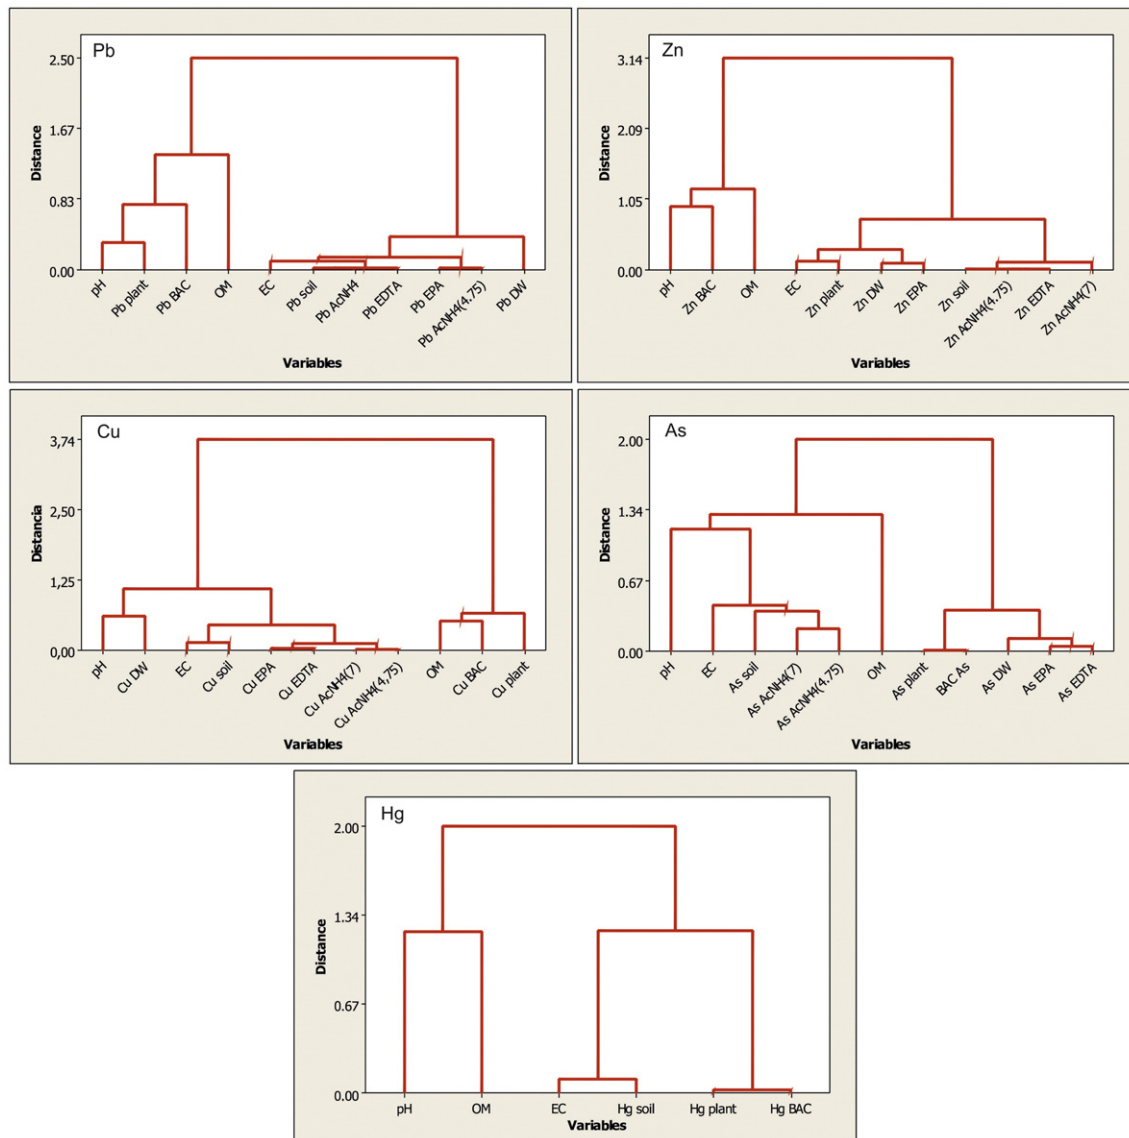 Pb
2.50
1.67
0.83
0.00
Distance
pH
Pb plant
Pb BAC
OM
EC
Pb soil
Pb AcNH4
Pb EDTA
Pb EPA
Pb AcNH4(4.75)
Pb DW
Variables
Zn
3.14
2.09
1.05
0.00
Distance
pH
Zn BAC
OM
EC
Zn plant
Zn DW
Zn EPA
Zn soil
Zn AcNH4(4.75)
Zn EDTA
Zn AcNH4(7)
Variables
Cu
3,74
2,50
1,25
0,00
Distancia
pH
Cu DW
EC
Cu soil
Cu EPA
Cu EDTA
Cu AcNH4(7)
Cu AcNH4(4.75)
OM
Cu BAC
Cu plant
Variables
As
2.00
1.34
0.67
0.00
Distance
pH
EC
As soil
As AcNH4(7)
As AcNH4(4.75)
OM
As plant
BAC As
As DW
As EPA
As EDTA
Variables
Hg
2.00
1.34
0.67
0.00
Distance
pH
OM
EC
Hg soil
Hg plant
Hg BAC
Variables